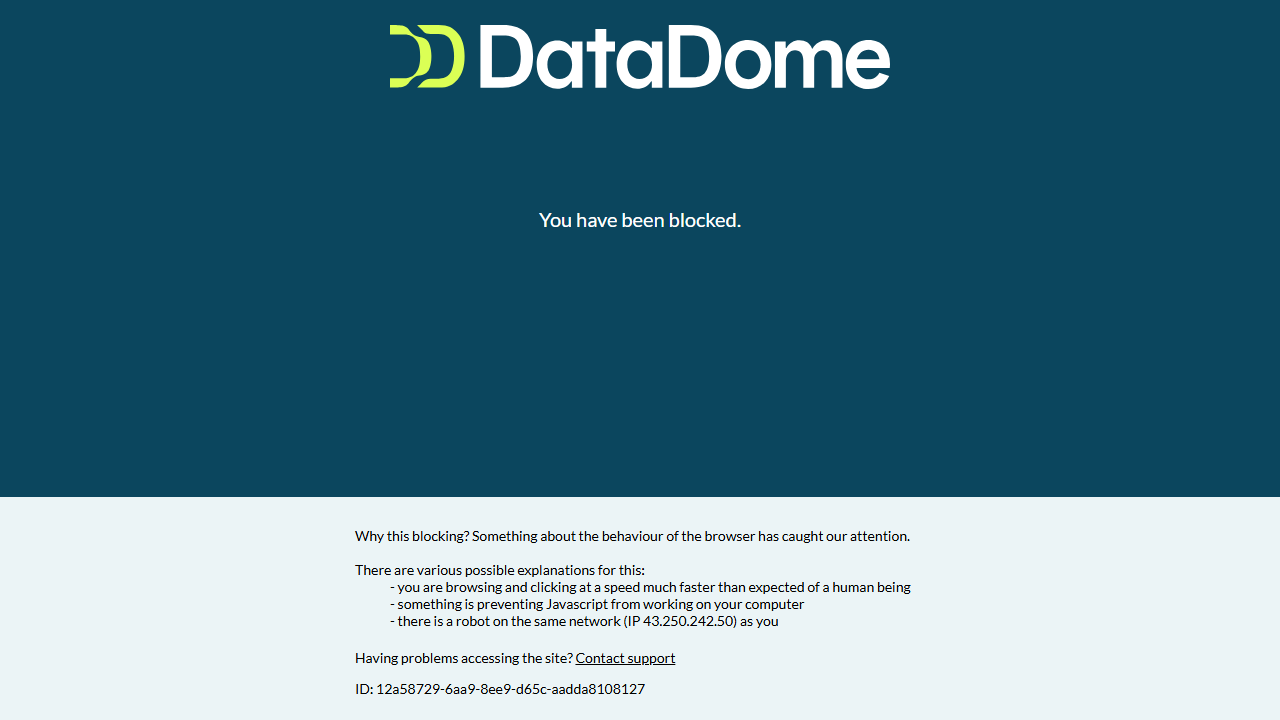 DataDome
You have been blocked.
Why this blocking? Something about the behaviour of the browser has caught our attention.
There are various possible explanations for this:
- you are browsing and clicking at a speed much faster than expected of a human being
- something is preventing Javascript from working on your computer
- there is a robot on the same network (IP 43.250.242.50) as you
Having problems accessing the site? Contact support
ID: 12a58729-6aa9-8ee9-d65c-aadda8108127